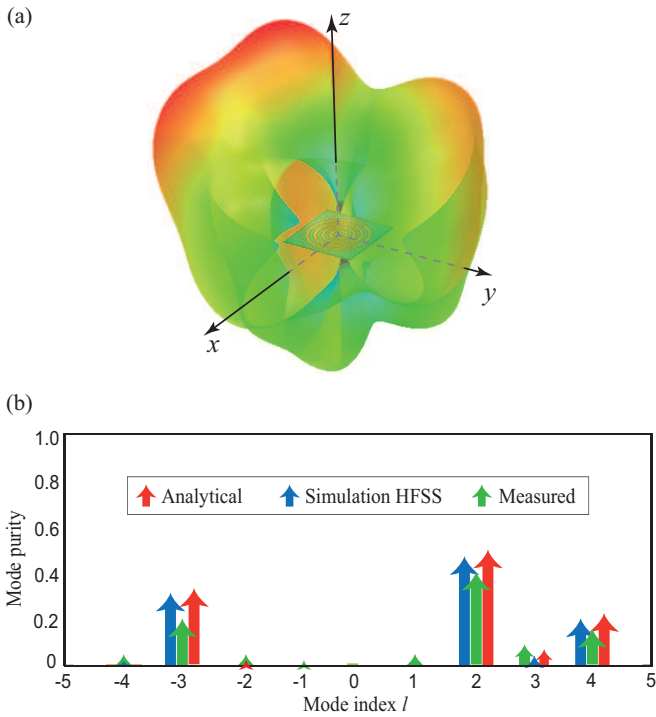 (a)
z
y
x
(b)
1.0
0.8
0.6
0.4
0.2
0
Mode purity
Analytical Simulation HFSS Measured
-5 -4 -3 -2 -1 0 1 2 3 4 5
Mode index l